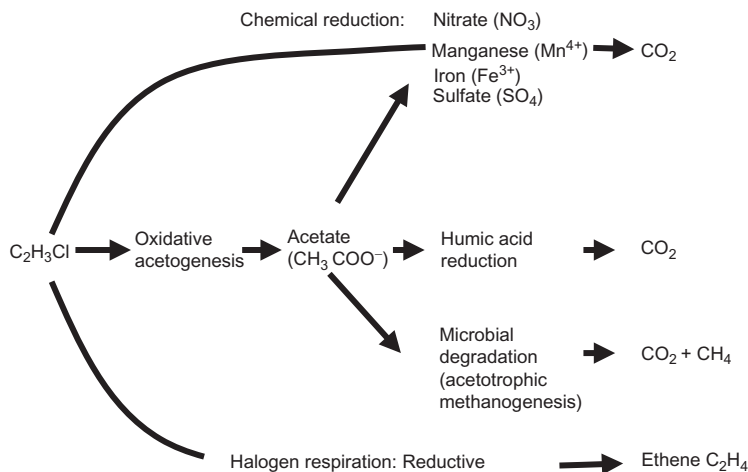 Chemical reduction: Nitrate (NO₃)
Manganese (Mn⁴⁺) CO₂
Iron (Fe³⁺)
Sulfate (SO₄)
C₂H₃Cl
Oxidative
acetogenesis
Acetate
(CH₃ COO⁻)
Humic acid
reduction
CO₂
Microbial
degradation
(acetotrophic
methanogenesis)
CO₂ + CH₄
Halogen respiration: Reductive Ethene C₂H₄